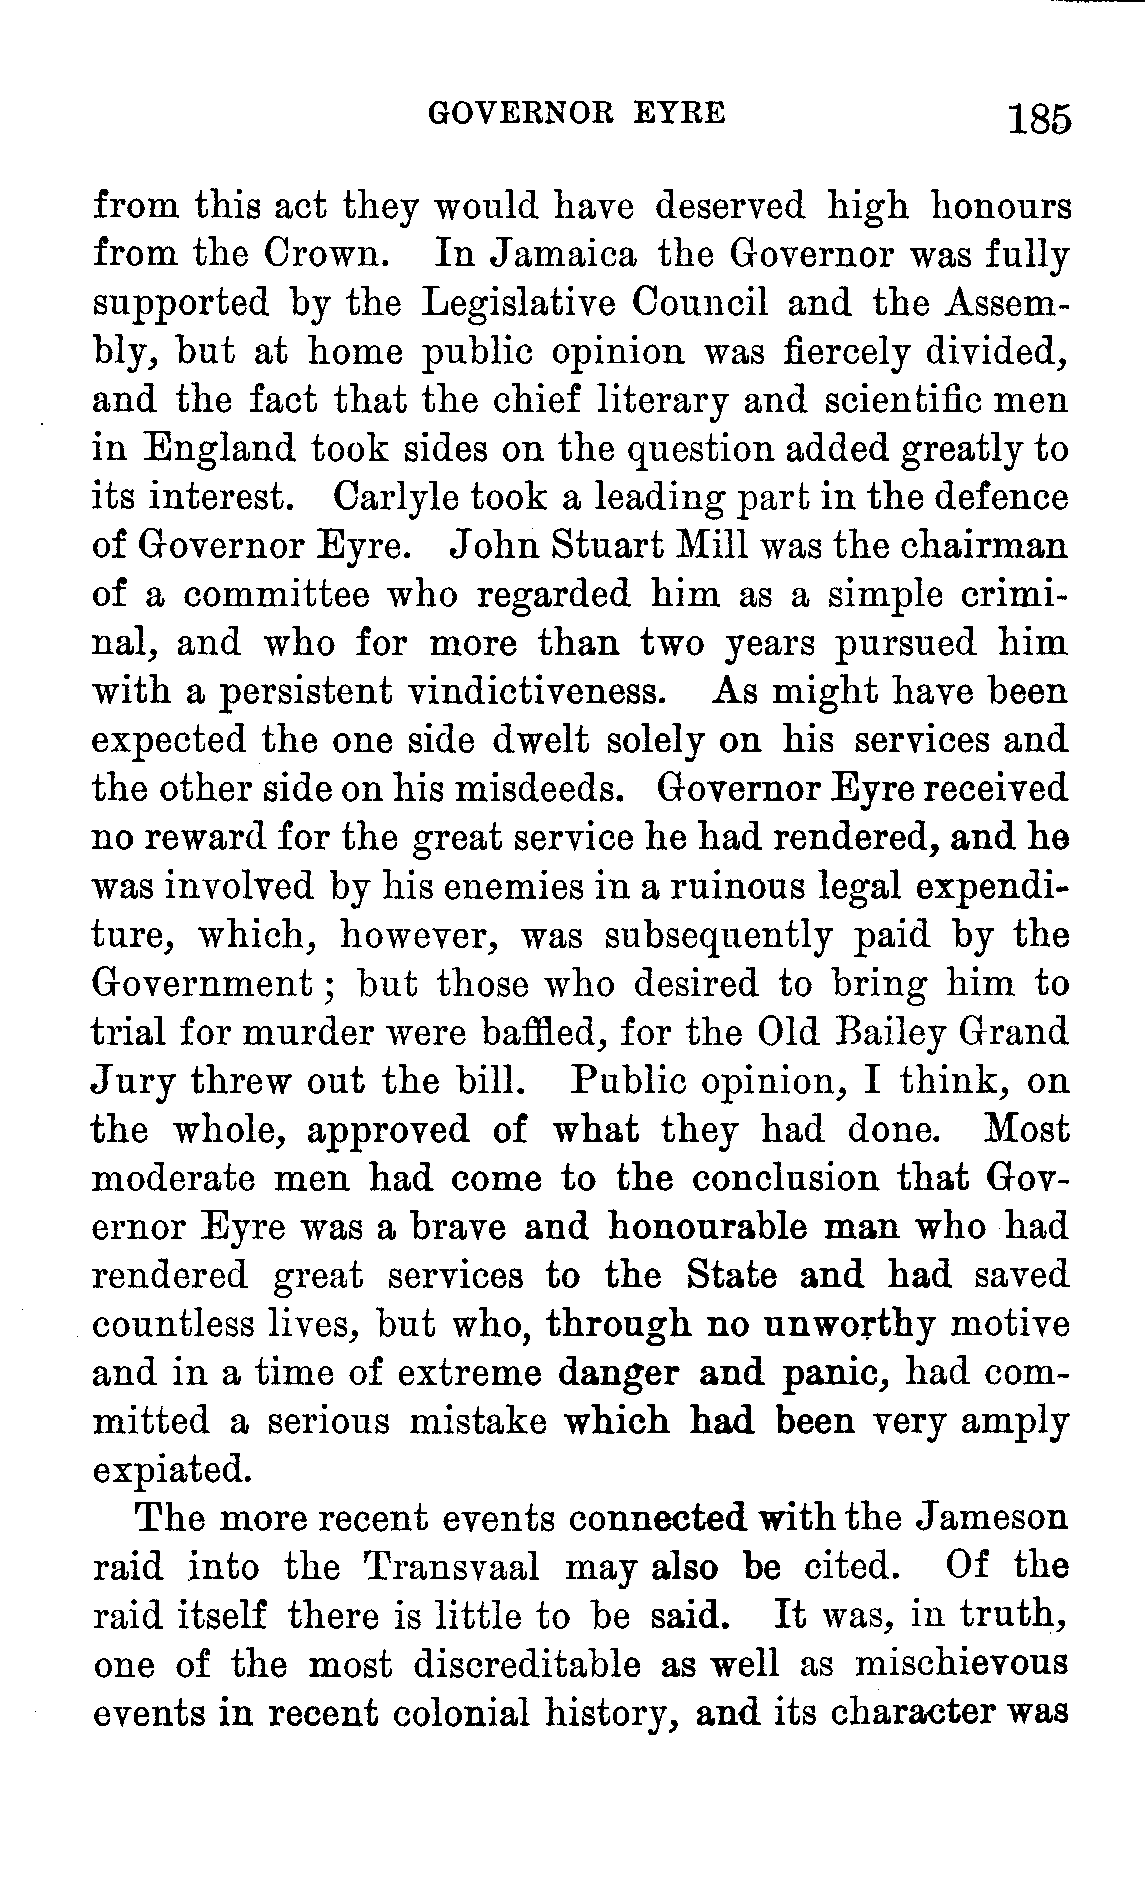 GOVERNOR EYRE 185
from this act they would have deserved high honours
from the Crown. In Jamaica the Governor was fully
supported by the Legislative Council and the Assem-
bly, but at home public opinion was fiercely divided,
and the fact that the chief literary and scientific men
in England took sides on the question added greatly to
its interest. Carlyle took a leading part in the defence
of Governor Eyre. John Stuart Mill was the chairman
of a committee who regarded him as a simple crimi-
nal, and who for more than two years pursued him
with a persistent vindictiveness. As might have been
expected the one side dwelt solely on his services and
the other side on his misdeeds. Governor Eyre received
no reward for the great service he had rendered, and he
was involved by his enemies in a ruinous legal expendi-
ture, which, however, was subsequently paid by the
Government ; but those who desired to bring him to
trial for murder were baffled, for the Old Bailey Grand
Jury threw out the bill. Public opinion, I think, on
the whole, approved of what they had done. Most
moderate men had come to the conclusion that Gov-
ernor Eyre was a brave and honourable man who had
rendered great services to the State and had saved
countless lives, but who, through no unworthy motive
and in a time of extreme danger and panic, had com-
mitted a serious mistake which had been very amply
expiated.
The more recent events connected with the Jameson
raid into the Transvaal may also be cited. Of the
raid itself there is little to be said. It was, in truth,
one of the most discreditable as well as mischievous
events in recent colonial history, and its character was